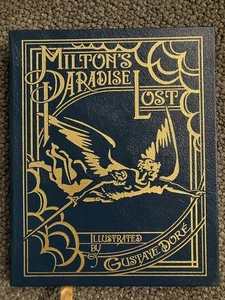 MILTON'S
PARADISE
LOST
ILLUSTRATED
BY
GUSTAVE DORÉ